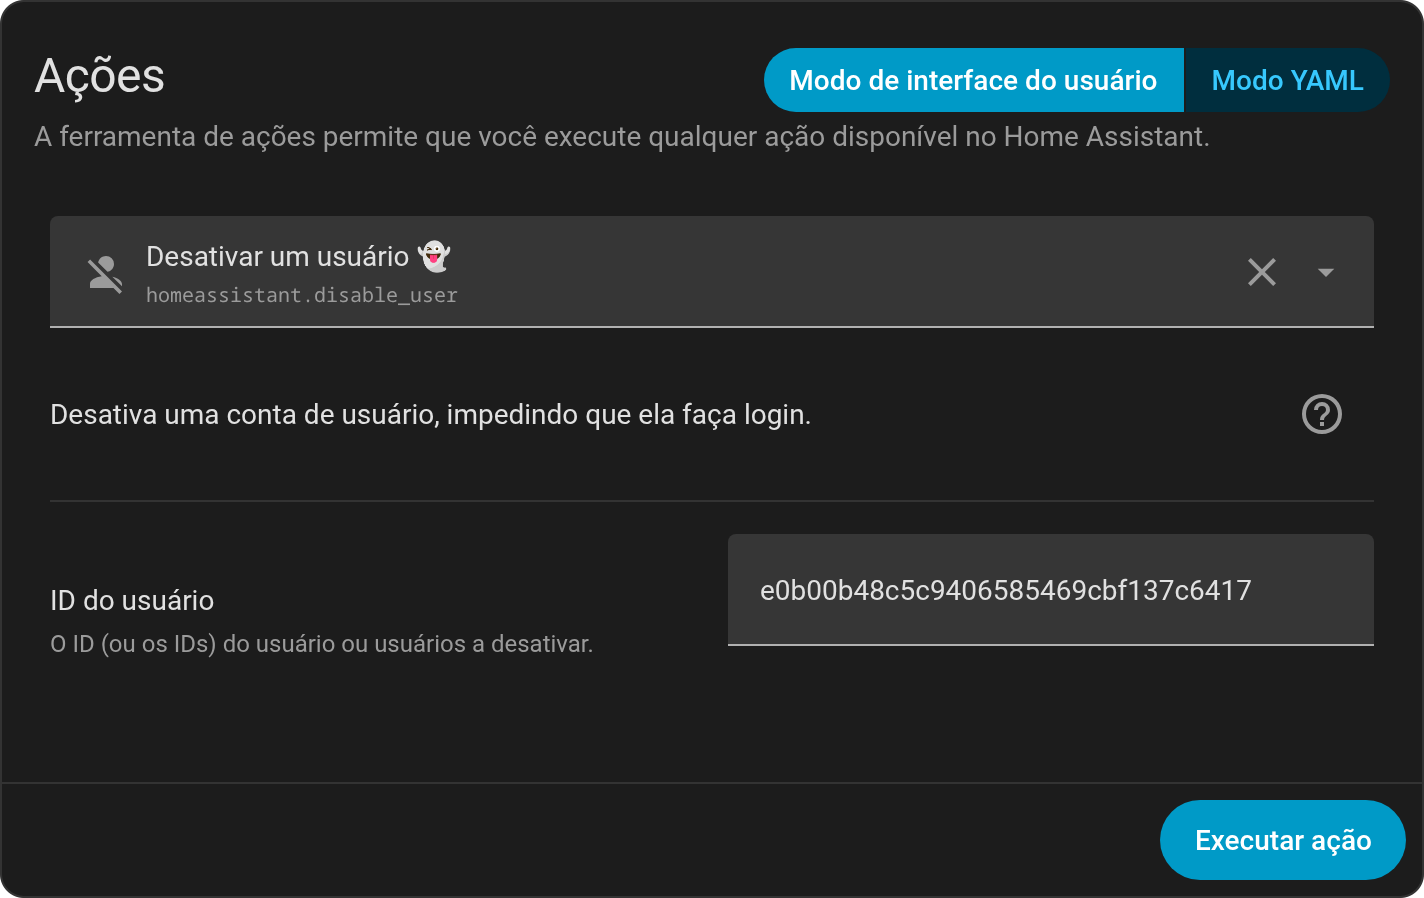 Ações
Modo de interface do usuário
Modo YAML
A ferramenta de ações permite que você execute qualquer ação disponível no Home Assistant.
Desativar um usuário 👻
homeassistant.disable_user
Desativa uma conta de usuário, impedindo que ela faça login.
ID do usuário
O ID (ou os IDs) do usuário ou usuários a desativar.
e0b00b48c5c9406585469cbf137c6417
Executar ação